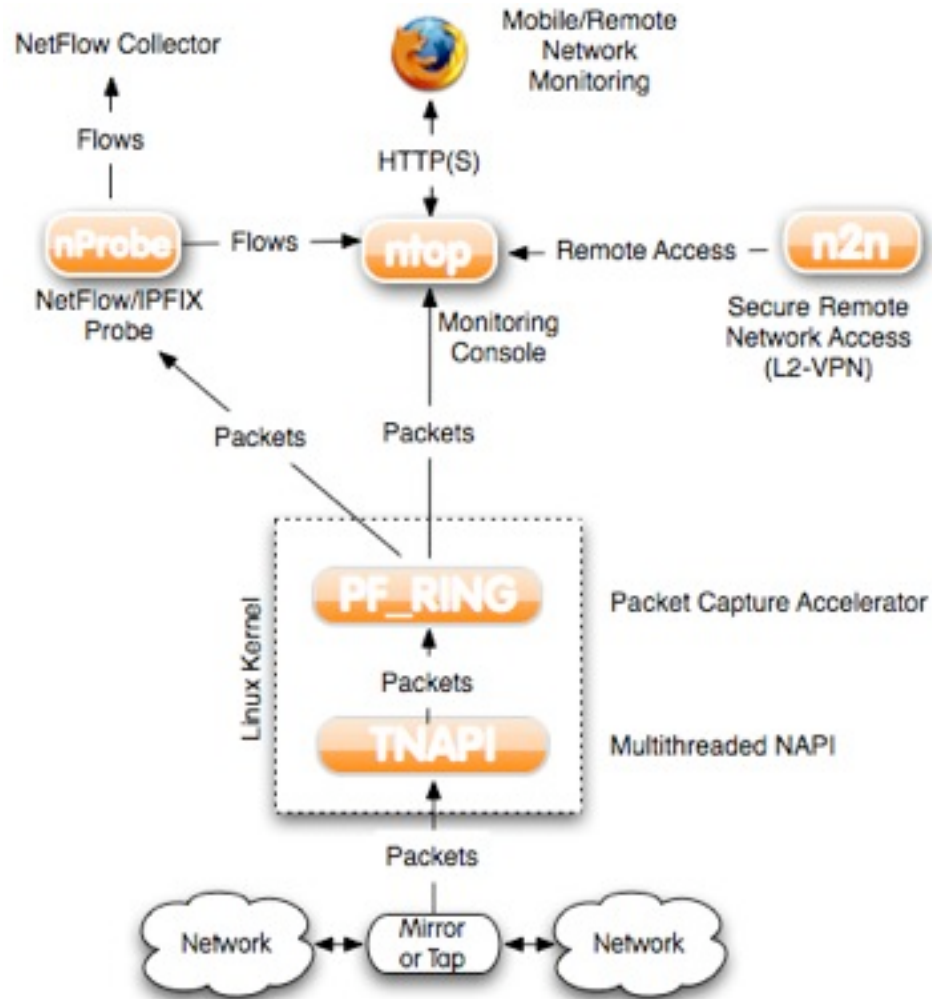 NetFlow Collector
Mobile/Remote
Network
Monitoring
Flows
HTTP(S)
nProbe
Flows
ntop
Remote Access
n2n
NetFlow/IPFIX
Probe
Monitoring
Console
Secure Remote
Network Access
(L2-VPN)
Packets
Packets
Linux Kernel
PF_RING
Packet Capture Accelerator
Packets
TNAPI
Multithreaded NAPI
Packets
Network
Mirror
or Tap
Network